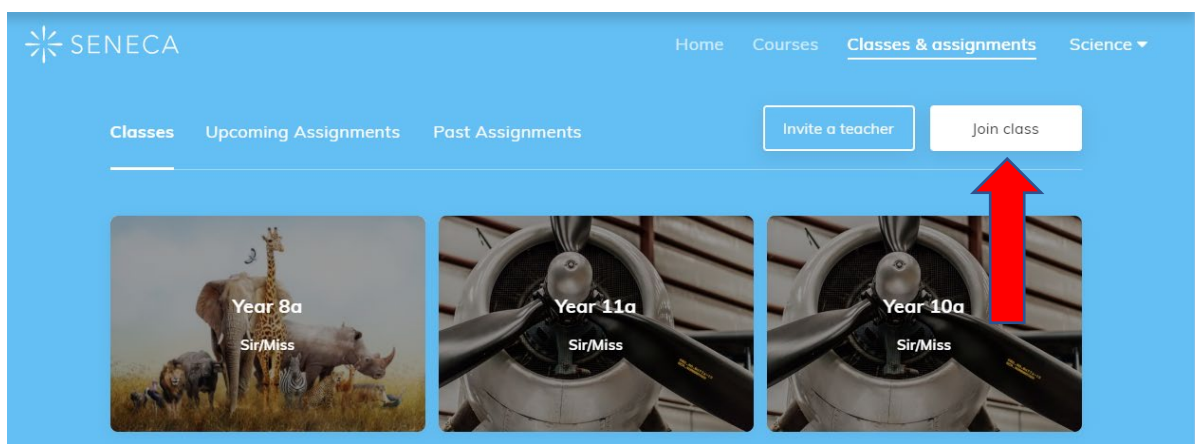 SENECA
Home Courses Classes & assignments Science
Classes Upcoming Assignments Past Assignments Invite a teacher Join class
Year 8a Year 11a Year 10a
Sir/Miss Sir/Miss Sir/Miss